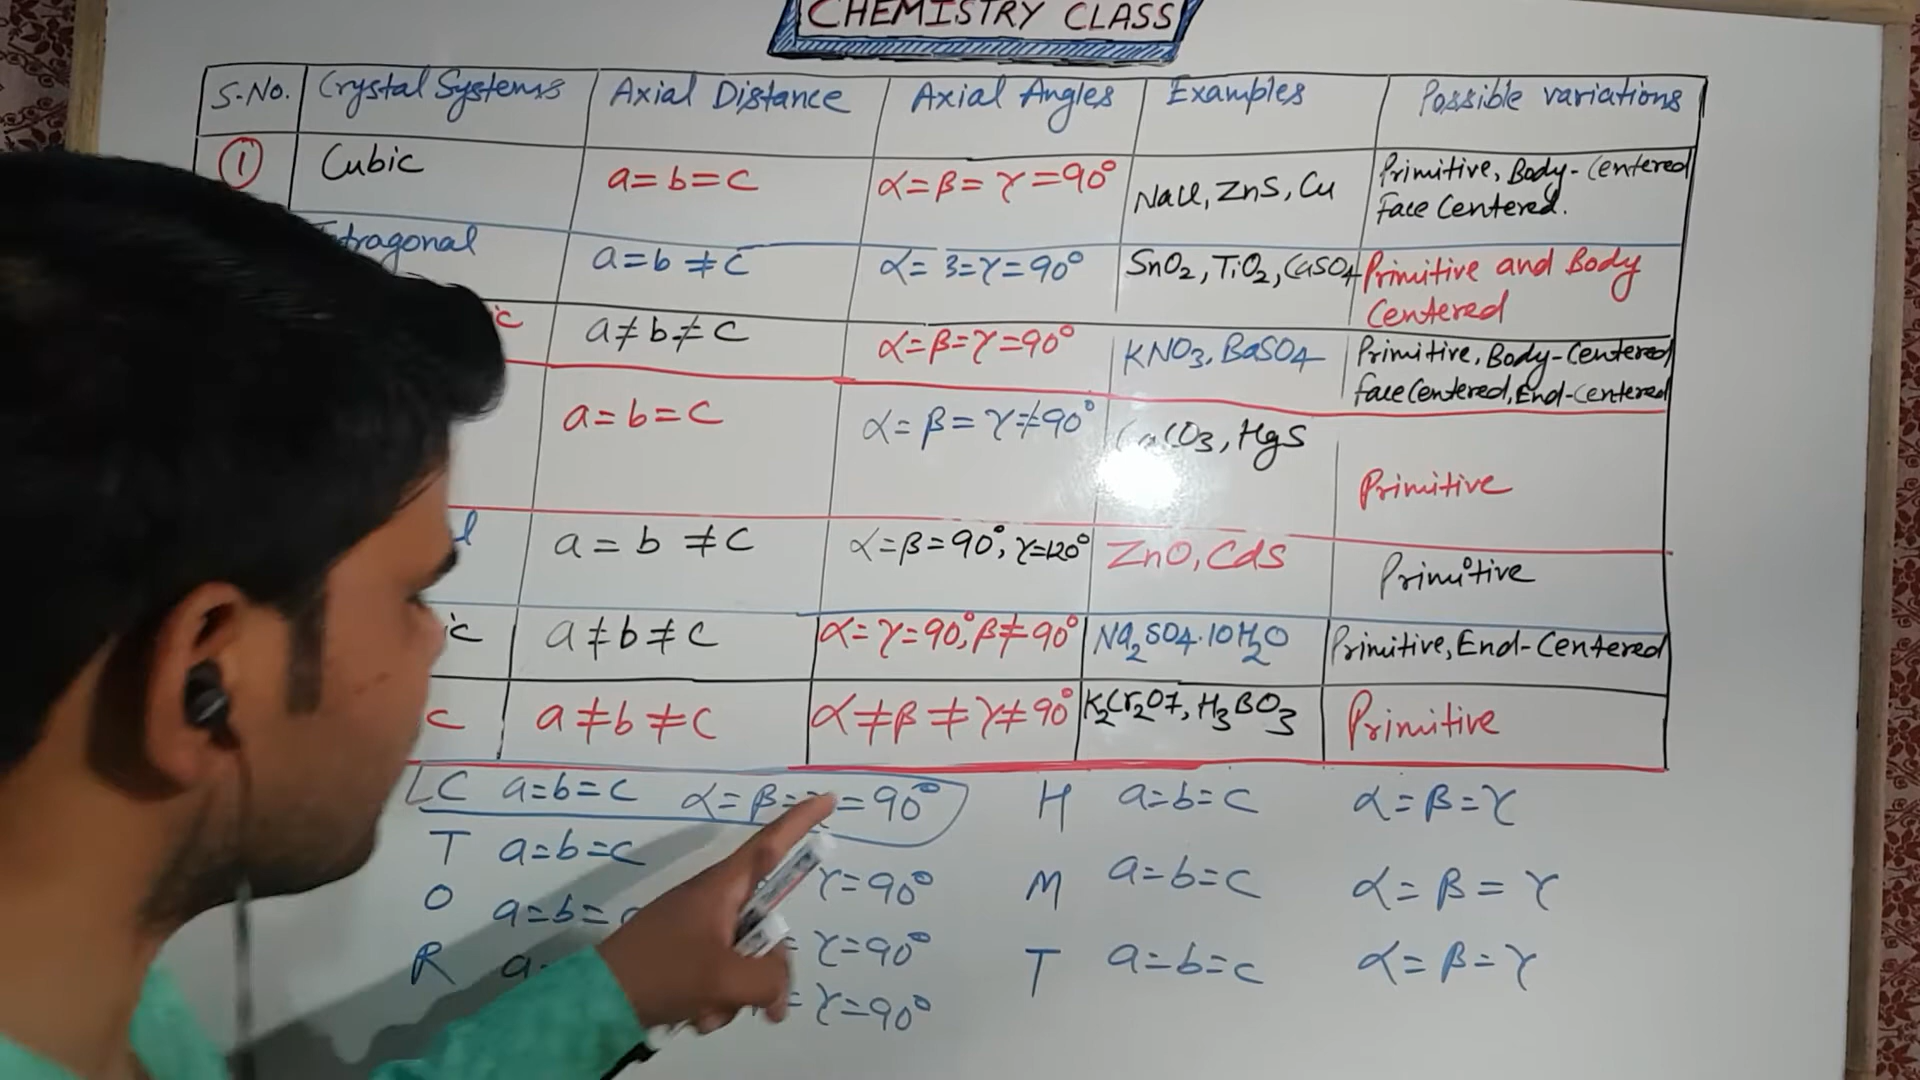 CHEMISTRY CLASS
S.No. Crystal Systems Axial Distance Axial Angles Examples Possible variations
① Cubic a=b=c α=β=γ=90° NaCl, ZnS, Cu Primitive, Body-Centered
Face Centered.
a=b≠c α= 3=γ=90° SnO2, TiO2, CaSO4 Primitive and Body
Centered
a≠b≠c α=β=γ=90° KNO3, BaSO4 Primitive, Body-Centered
Face Centered, End-Centered
a=b=c α=β=γ≠90° HgS
Primitive
a=b≠c α=β=90°, γ=120° ZnO, CdS Primitive
a≠b≠c α=γ=90°, β≠90° Na2SO4.10H2O Primitive, End-Centered
a≠b≠c α≠β≠γ≠90° K2Cr2O7, H3BO3 Primitive
C a=b=c α=β=γ=90° H a=b=c α=β=γ
T a=b=c γ=90° M a=b=c α=β=γ
O a=b= =γ=90° T a=b=c α=β=γ
R a =γ=90°